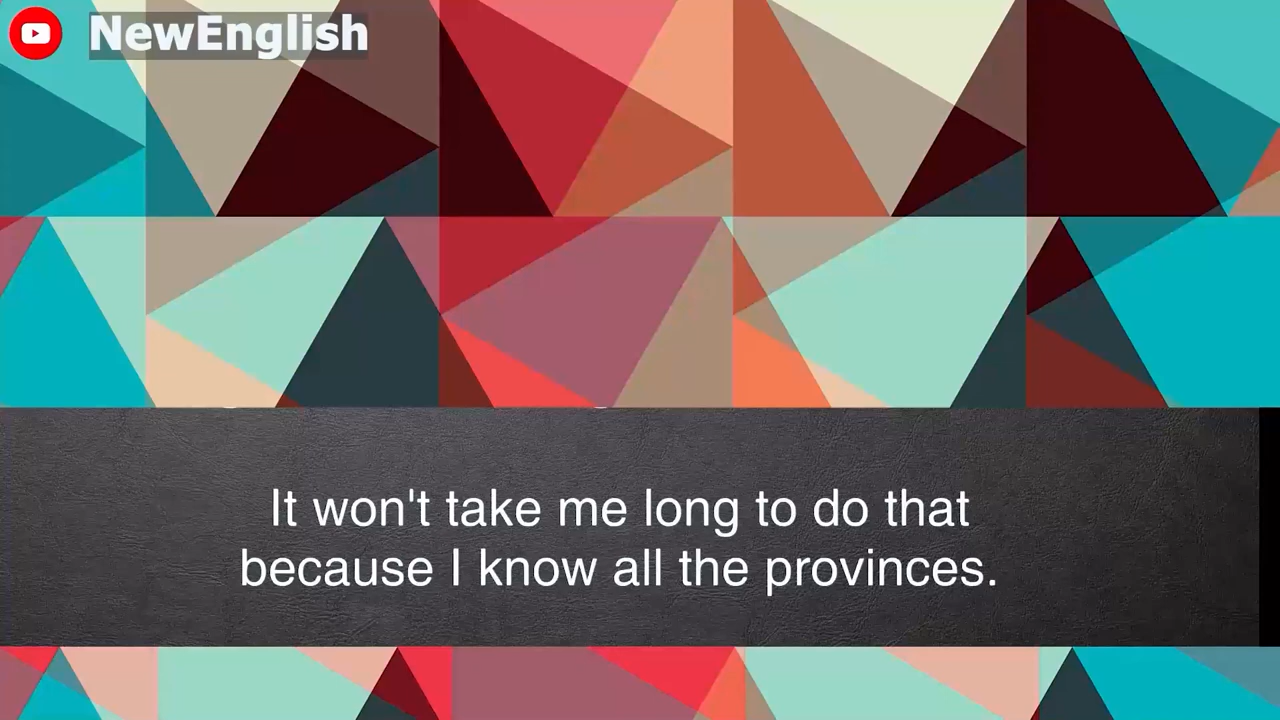 NewEnglish
It won't take me long to do that
because I know all the provinces.